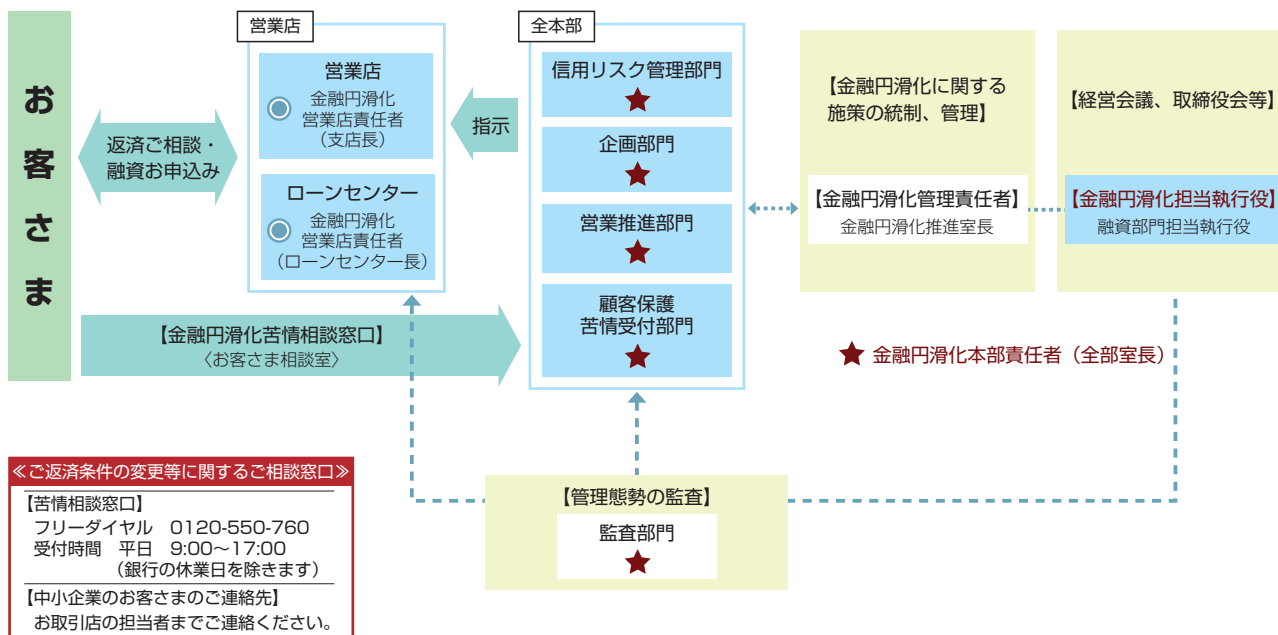 お客さま
返済ご相談・
融資お申込み
営業店
営業店
金融円滑化
営業店責任者
（支店長）
ローンセンター
金融円滑化
営業店責任者
（ローンセンター長）
指示
全本部
信用リスク管理部門
★
企画部門
★
営業推進部門
★
顧客保護
苦情受付部門
★
【金融円滑化に関する
施策の統制、管理】
【金融円滑化管理責任者】
金融円滑化推進室長
【経営会議、取締役会等】
【金融円滑化担当執行役】
融資部門担当執行役
【金融円滑化苦情相談窓口】
〈お客さま相談室〉
★ 金融円滑化本部責任者（全部室長）
【管理態勢の監査】
監査部門
★
≪ご返済条件の変更等に関するご相談窓口≫
【苦情相談窓口】
フリーダイヤル　0120-550-760
受付時間　平日　9:00〜17:00
（銀行の休業日を除きます）
【中小企業のお客さまのご連絡先】
お取引店の担当者までご連絡ください。